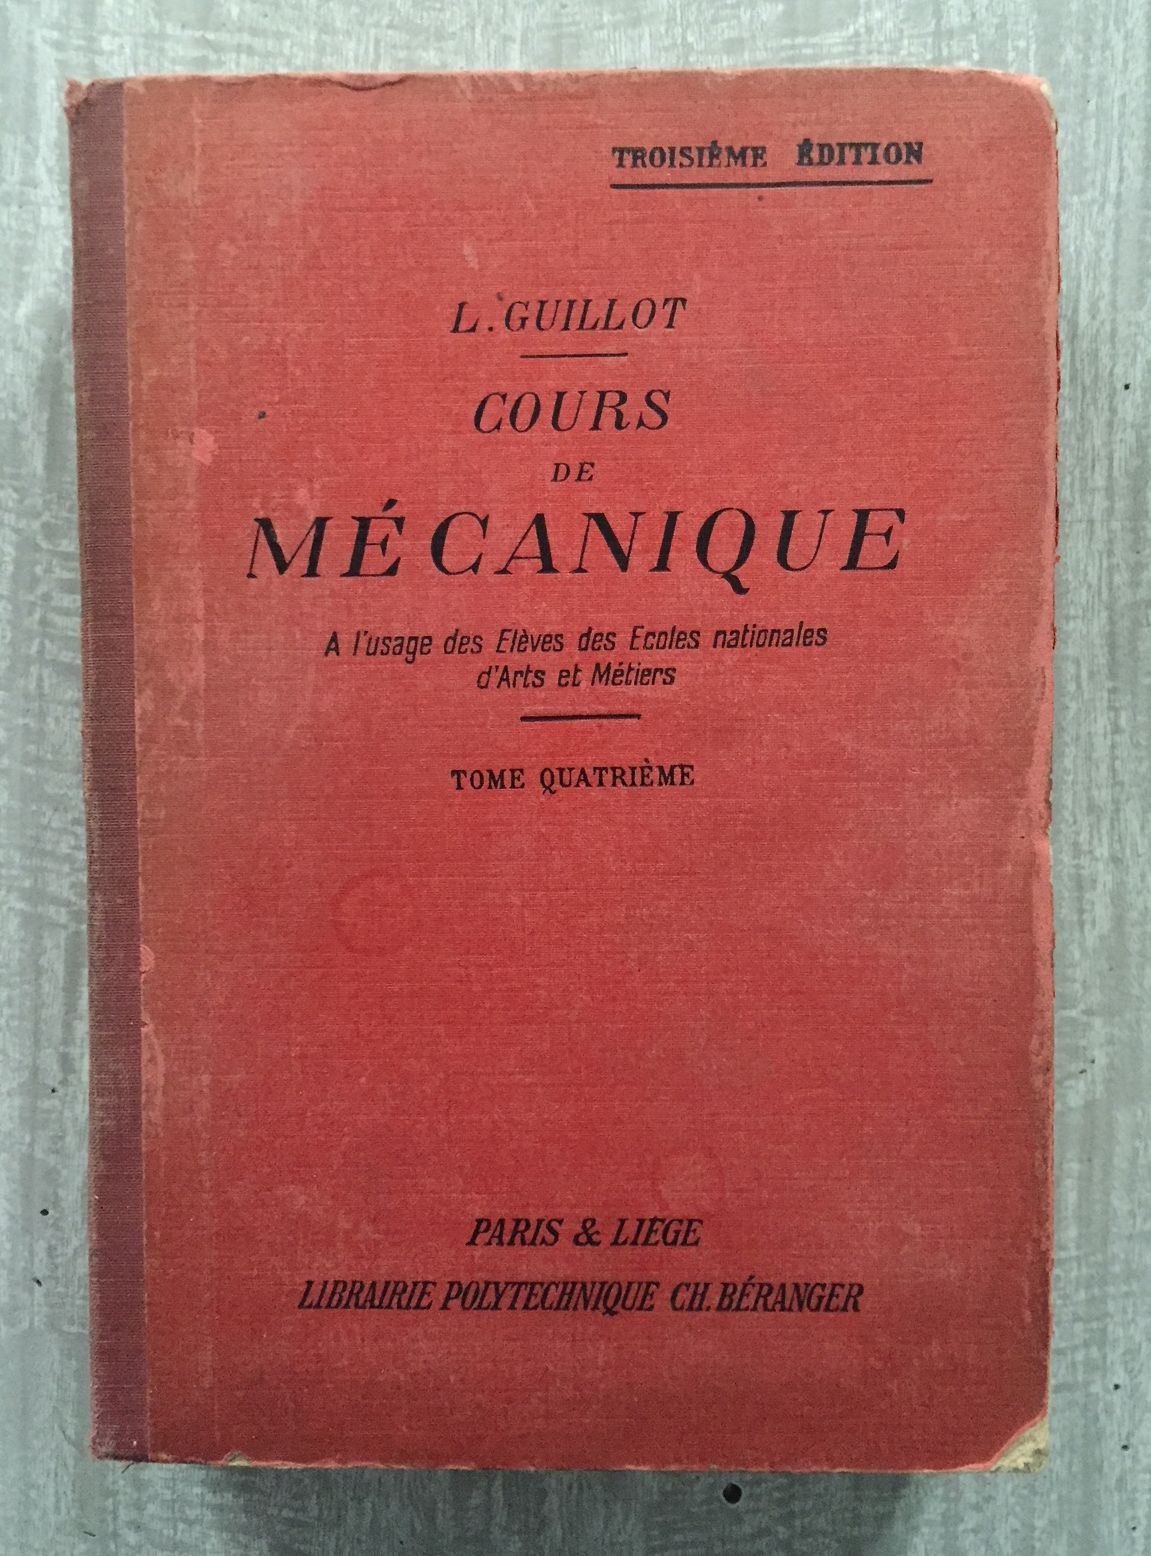 TROISIÈME ÉDITION
L. GUILLOT
COURS
DE
MÉCANIQUE
A l'usage des Elèves des Ecoles nationales
d'Arts et Métiers
TOME QUATRIÈME
PARIS & LIÉGE
LIBRAIRIE POLYTECHNIQUE CH. BÉRANGER